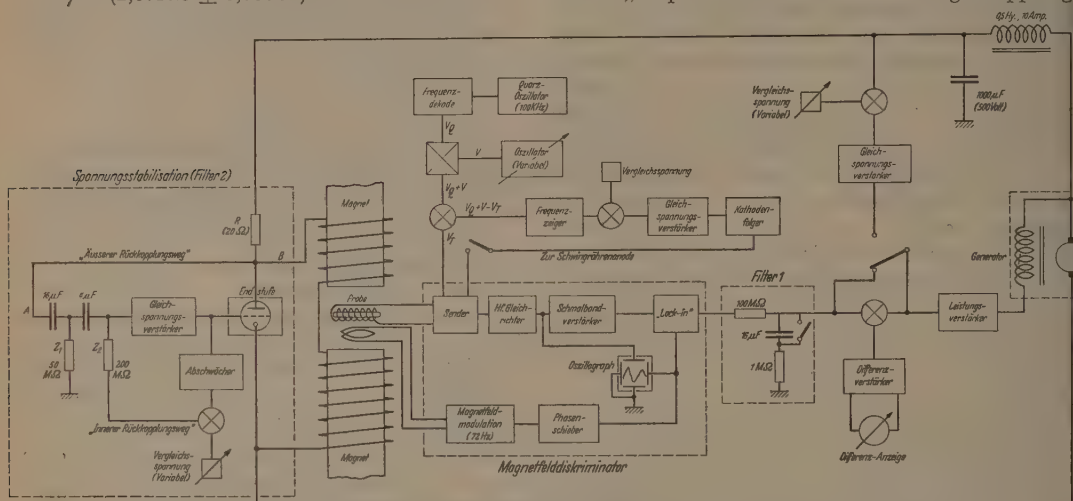 0,5 Hy., 10 Amp.
1000 µF
(500 Volt)
Vergleichs-
spannung
(Variabel)
Gleich-
spannungs-
verstärker
Frequenz-
dekade
Quarz-
Oszillator
(100 KHz)
ν
Oszillator
(Variabel)
Vergleichsspannung
Frequenz-
zeiger
Gleich-
spannungs-
verstärker
Kathoden-
folger
Zur Schwingröhrenanode
Spannungsstabilisation (Filter 2)
R
(20 Ω)
„Äusserer Rückkopplungsweg"
B
A
16 µF
Gleich-
spannungs-
verstärker
Endstufe
50
MΩ
200
MΩ
Abschwächer
„Innerer Rückkopplungsweg"
Vergleichs-
spannung
(Variabel)
Magnet
Probe
Magnet
Sender
Hf. Gleich-
richter
Schmalband-
verstärker
„Lock-in"
Oszillograph
Magnetfeld-
modulation
(72 Hz)
Phasen-
schieber
Magnetfelddiskriminator
Filter 1
100 MΩ
1 MΩ
Differenz-
verstärker
Differenz-Anzeige
Leistungs-
verstärker
Generator